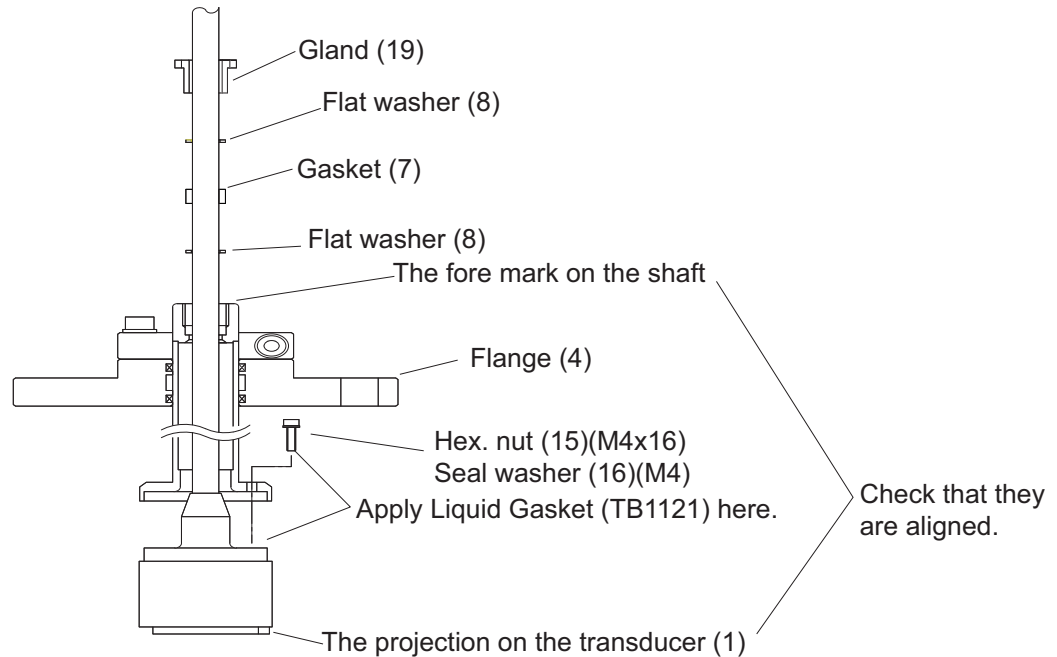 Gland (19)
Flat washer (8)
Gasket (7)
Flat washer (8)
The fore mark on the shaft
Flange (4)
Hex. nut (15)(M4x16)
Seal washer (16)(M4)
Apply Liquid Gasket (TB1121) here.
Check that they
are aligned.
The projection on the transducer (1)